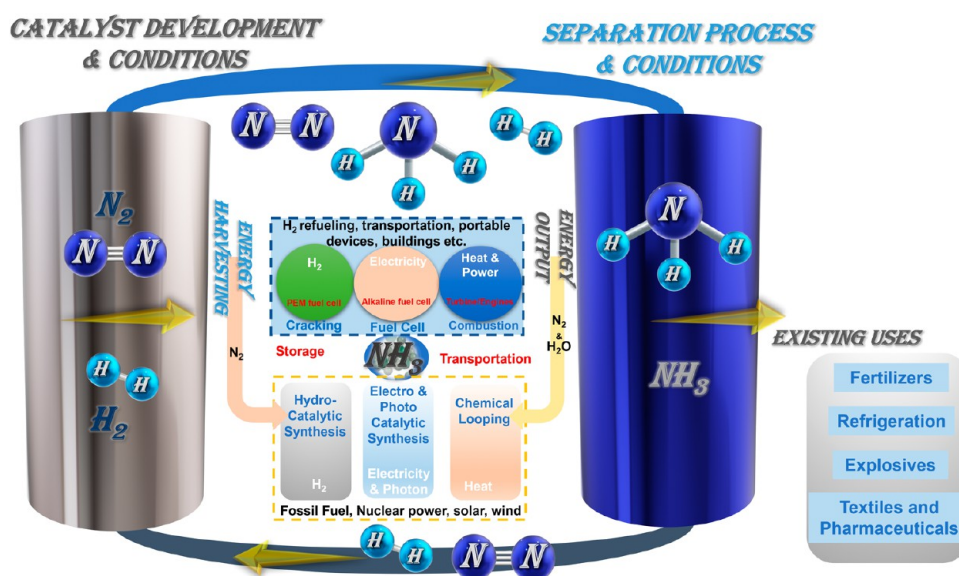 CATALYST DEVELOPMENT
& CONDITIONS
SEPARATION PROCESS
& CONDITIONS
N≡N
N
H
H
H
H
H
N₂
N
N
H
H
H₂
ENERGY
HARVESTING
N₂
H₂ refueling, transportation, portable
devices, buildings etc.
H₂
PEM fuel cell
Cracking
Electricity
Alkaline fuel cell
Fuel Cell
Heat &
Power
Turbine/Engines
Combustion
Storage
NH₃
Transportation
Hydro-
Catalytic
Synthesis
H₂
Electro &
Photo
Catalytic
Synthesis
Electricity
& Photon
Chemical
Looping
Heat
Fossil Fuel, Nuclear power, solar, wind
ENERGY
OUTPUT
N₂
&
H₂O
N
H
H
H
NH₃
EXISTING USES
Fertilizers
Refrigeration
Explosives
Textiles and
Pharmaceuticals
H
H
N
N